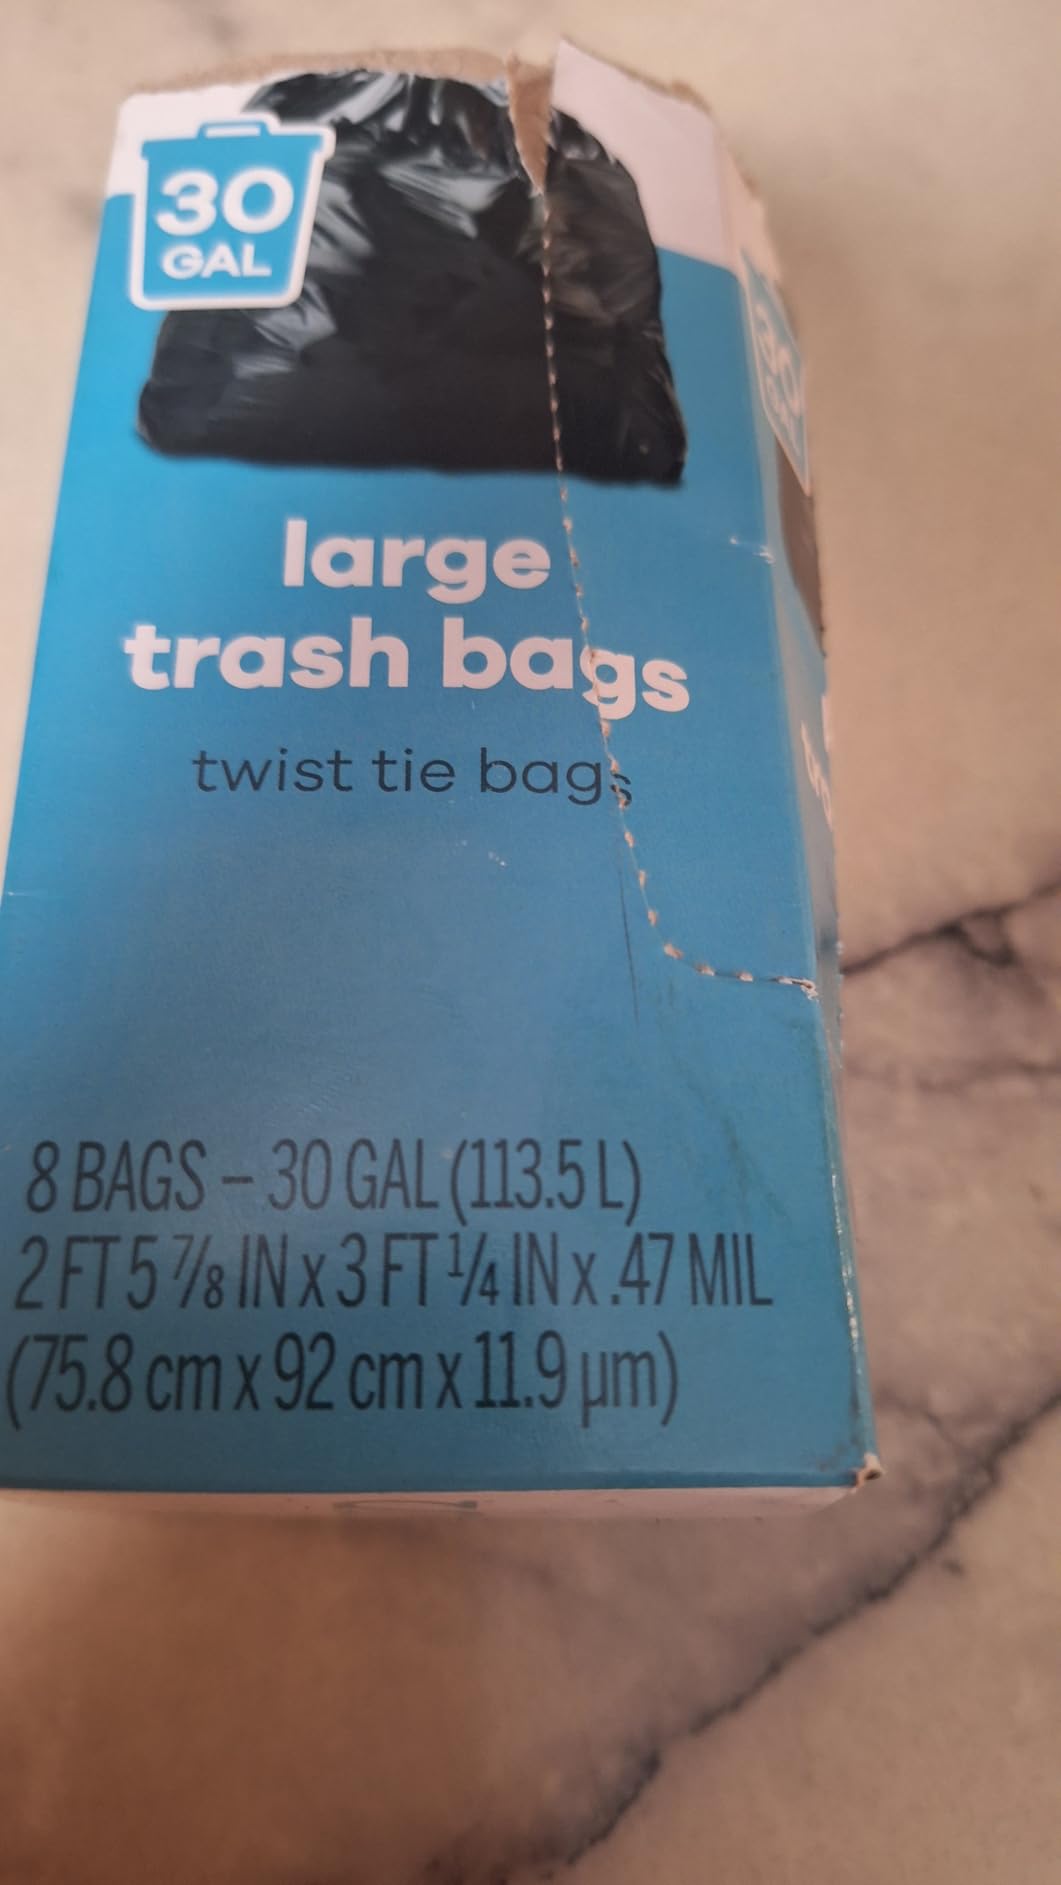 30
GAL
large
trash bags
twist tie bags
8 BAGS – 30 GAL (113.5 L)
2 FT 5 ⅞ IN x 3 FT ¼ IN x .47 MIL
(75.8 cm x 92 cm x 11.9 µm)